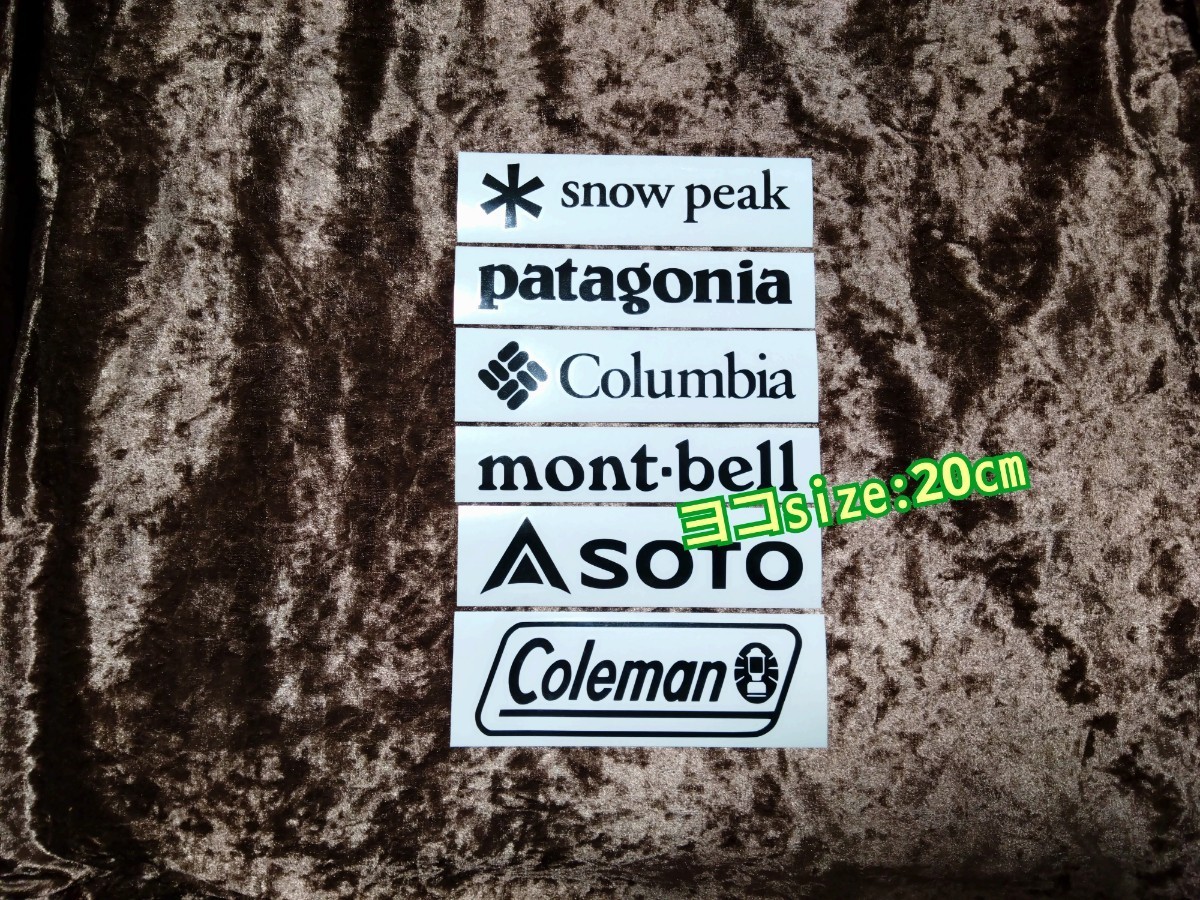 snow peak
patagonia
Columbia
mont·bell
ヨコsize:20cm
SOTO
Coleman